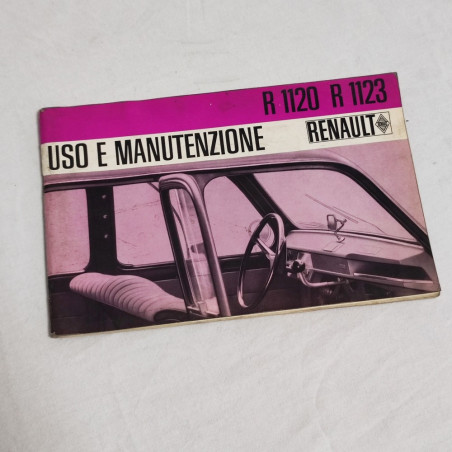 R 1120 R 1123
USO E MANUTENZIONE
RENAULT